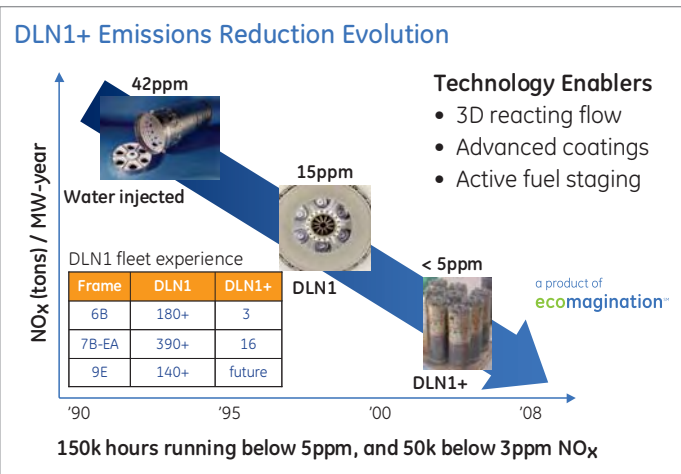 DLN1+ Emissions Reduction Evolution
42ppm
Technology Enablers
• 3D reacting flow
• Advanced coatings
• Active fuel staging
15ppm
Water injected
DLN1 fleet experience
Frame DLN1 DLN1+
6B 180+ 3
7B-EA 390+ 16
9E 140+ future
DLN1
< 5ppm
DLN1+
a product of
ecomagination℠
NOx (tons) / MW-year
'90 '95 '00 '08
150k hours running below 5ppm, and 50k below 3ppm NOx